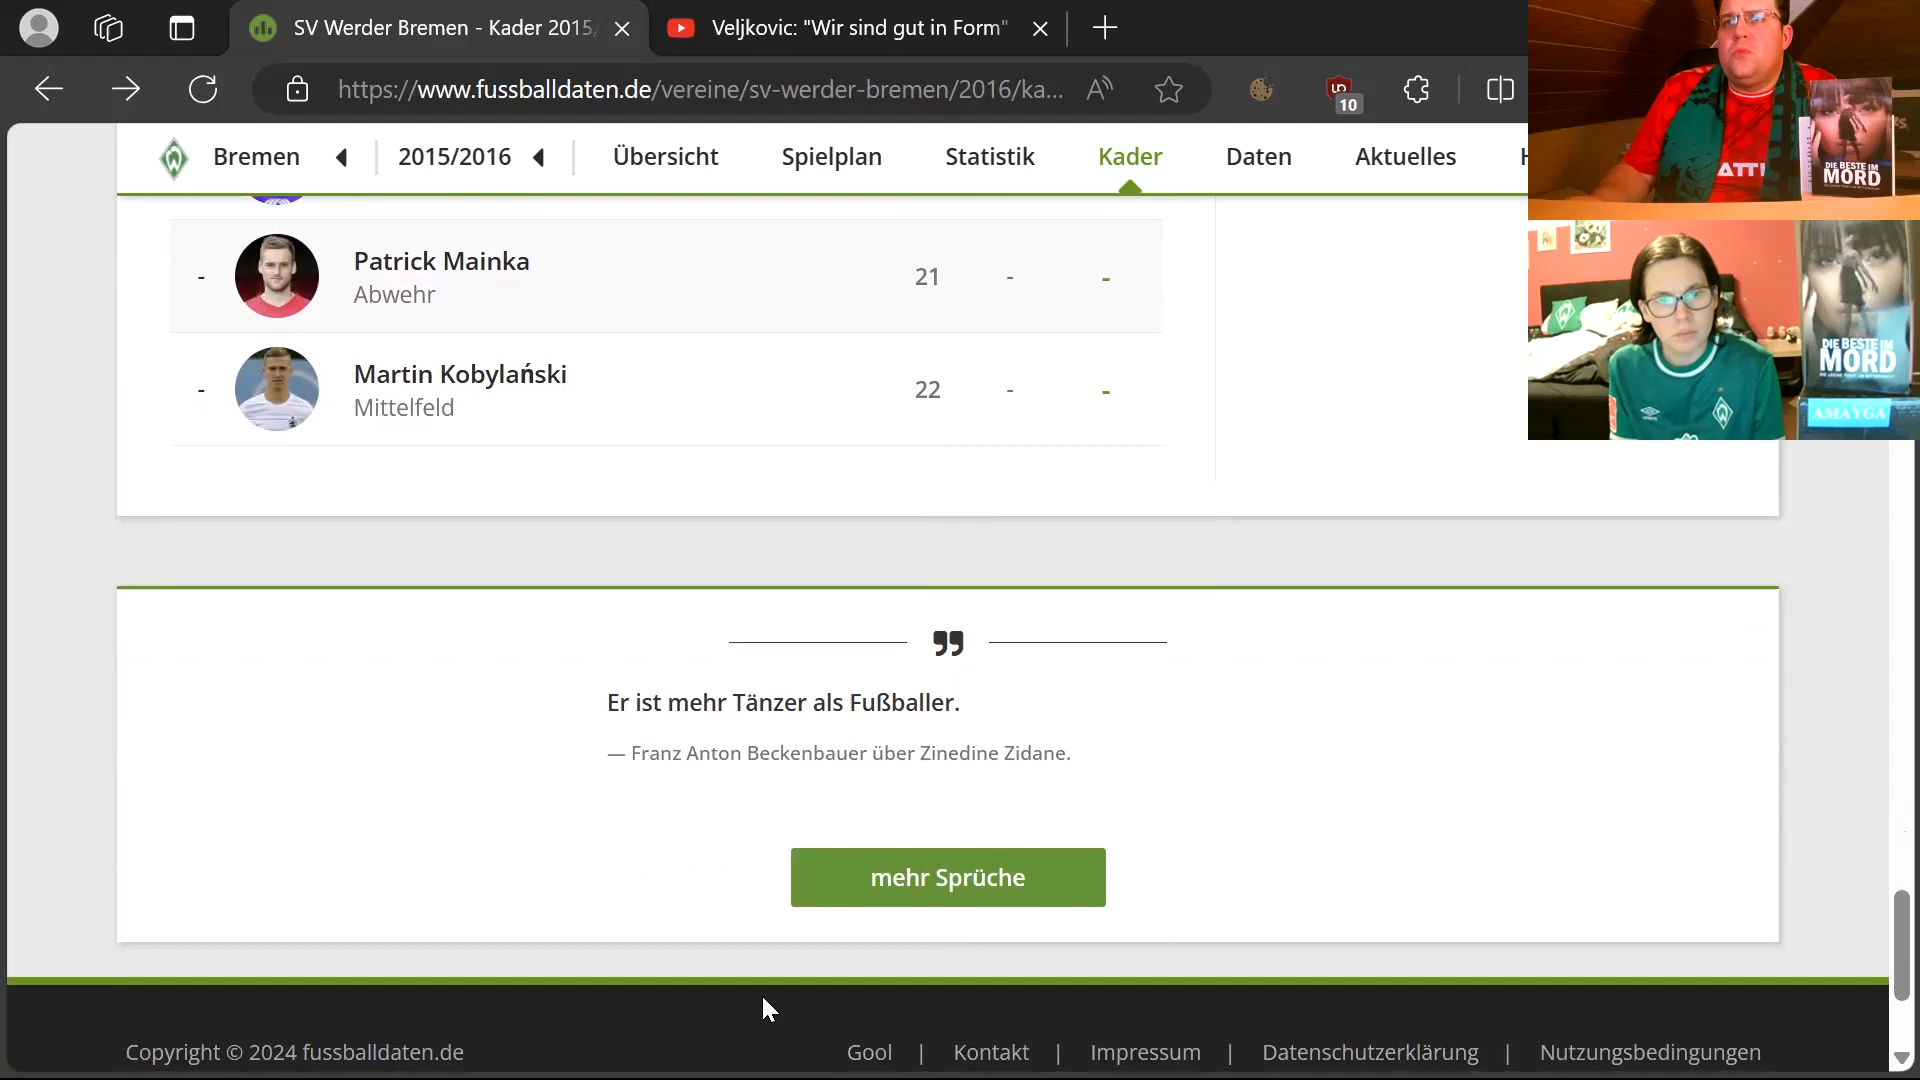 SV Werder Bremen - Kader 2015/
Veljkovic: "Wir sind gut in Form"
https://www.fussballdaten.de/vereine/sv-werder-bremen/2016/ka...
10
Bremen
2015/2016
Übersicht
Spielplan
Statistik
Kader
Daten
Aktuelles
H
- Patrick Mainka 21 - -
Abwehr
- Martin Kobylański 22 - -
Mittelfeld
Er ist mehr Tänzer als Fußballer.
— Franz Anton Beckenbauer über Zinedine Zidane.
mehr Sprüche
Copyright © 2024 fussballdaten.de
Gool | Kontakt | Impressum | Datenschutzerklärung | Nutzungsbedingungen
MATTH
DIE BESTE IM
MORD
DIE BESTE IM
MORD
AMAYGA